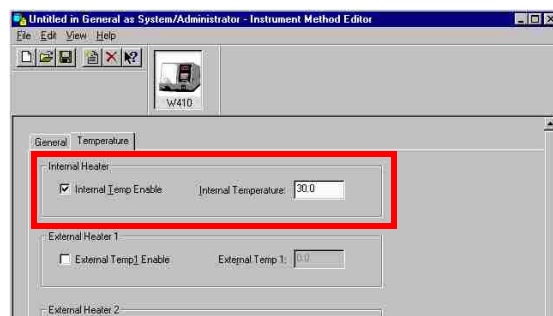 Untitled in General as System/Administrator - Instrument Method Editor
File Edit View Help
W410
General Temperature
Internal Heater
Internal Temp Enable Internal Temperature: 30.0
External Heater 1
External Temp1 Enable External Temp 1: 0.0
External Heater 2